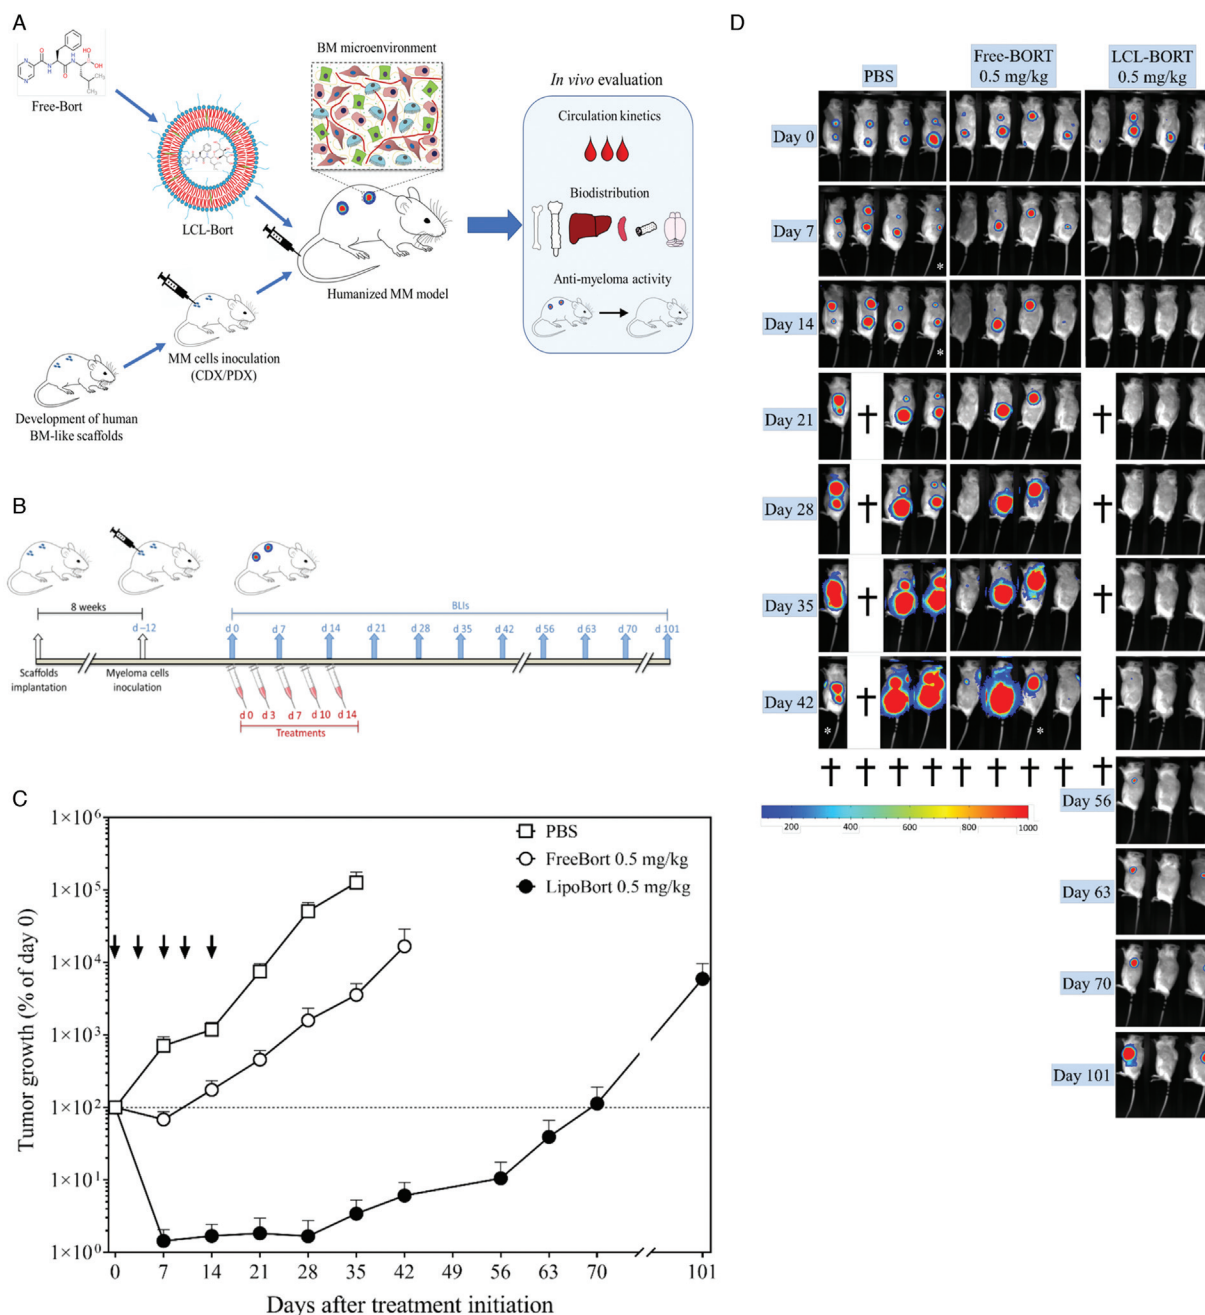 A
Free-Bort
LCL-Bort
BM microenvironment
Humanized MM model
MM cells inoculation
(CDX/PDX)
Development of human
BM-like scaffolds
In vivo evaluation
Circulation kinetics
Biodistribution
Anti-myeloma activity
B
8 weeks
d –12
BLIs
d 0
d 7
d 14
d 21
d 28
d 35
d 42
d 56
d 63
d 70
d 101
Scaffolds
implantation
Myeloma cells
inoculation
d 0
d 3
d 7
d 10
d 14
Treatments
C
Tumor growth (% of day 0)
1×10⁶
1×10⁵
1×10⁴
1×10³
1×10²
1×10¹
1×10⁰
PBS
FreeBort 0.5 mg/kg
LipoBort 0.5 mg/kg
0 7 14 21 28 35 42 49 56 63 70 101
Days after treatment initiation
D
PBS
Free-BORT
0.5 mg/kg
LCL-BORT
0.5 mg/kg
Day 0
Day 7
*
Day 14
*
Day 21
Day 28
Day 35
Day 42
* *
200 400 600 800 1000
Day 56
Day 63
Day 70
Day 101